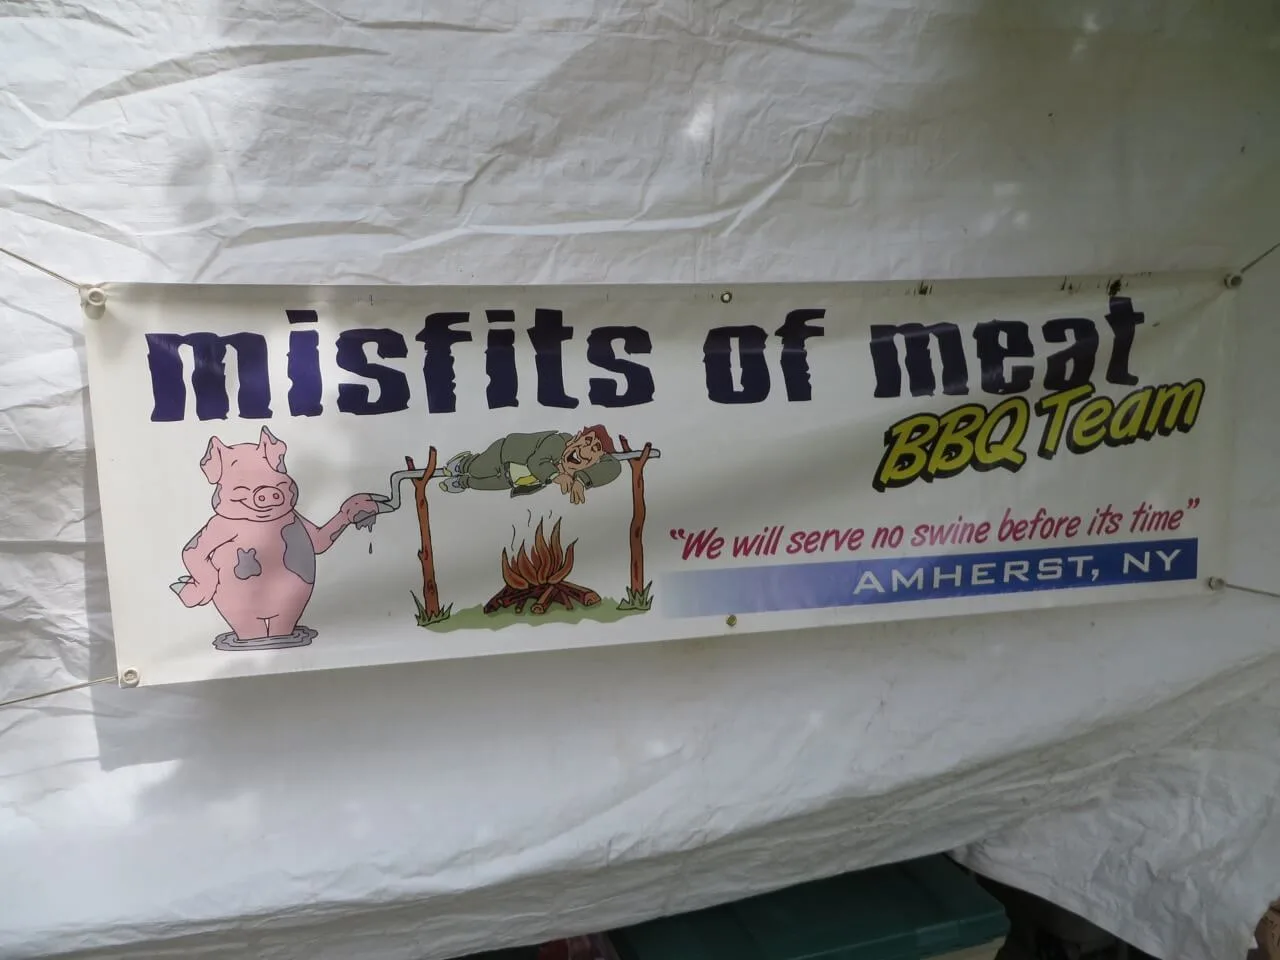 misfits of meat
BBQ Team
"We will serve no swine before its time"
AMHERST, NY